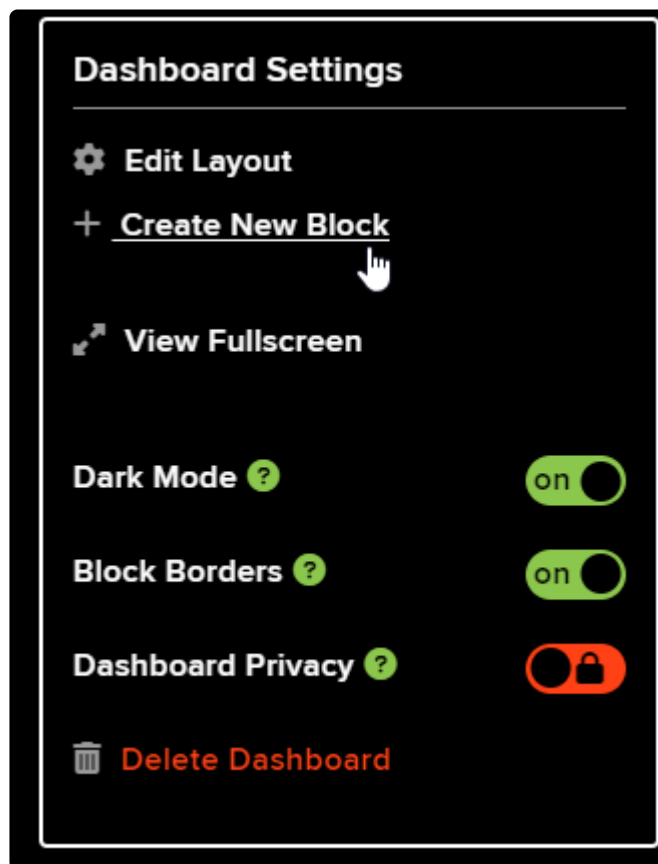 Dashboard Settings
Edit Layout
Create New Block
View Fullscreen
Dark Mode ? on
Block Borders ? on
Dashboard Privacy ?
Delete Dashboard